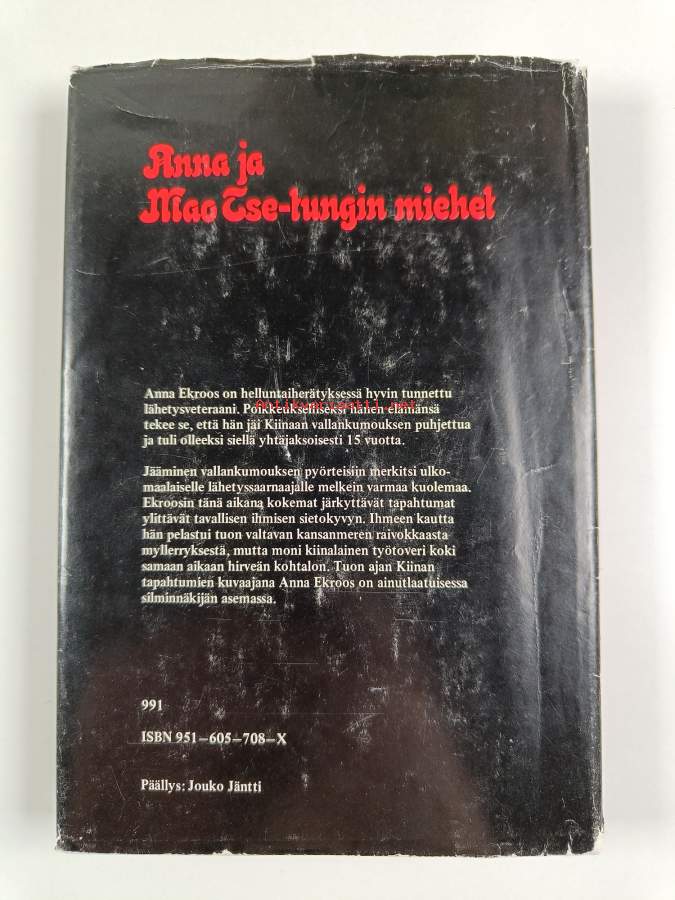 Anna ja
Mao Tse-tungin miehet
Anna Ekroos on helluntaiherätyksessä hyvin tunnettu
lähetysveteraani. Poikkeukselliseksi hänen elämänsä
Antikvariaatti.net
tekee se, että hän jäi Kiinaan vallankumouksen puhjettua
ja tuli olleeksi siellä yhtäjaksoisesti 15 vuotta.
Jääminen vallankumouksen pyörteisiin merkitsi ulko-
maalaiselle lähetyssaarnaajalle melkein varmaa kuolemaa.
Ekroosin tänä aikana kokemat järkyttävät tapahtumat
ylittävät tavallisen ihmisen sietokyvyn. Ihmeen kautta
hän pelastui tuon valtavan kansanmeren raivokkaasta
myllerryksestä, mutta moni kiinalainen työtoveri koki
samaan aikaan hirveän kohtalon. Tuon ajan Kiinan
tapahtumien kuvaajana Anna Ekroos on ainutlaatuisessa
silminnäkijän asemassa.
991
ISBN 951–605–708–X
Päällys: Jouko Jäntti